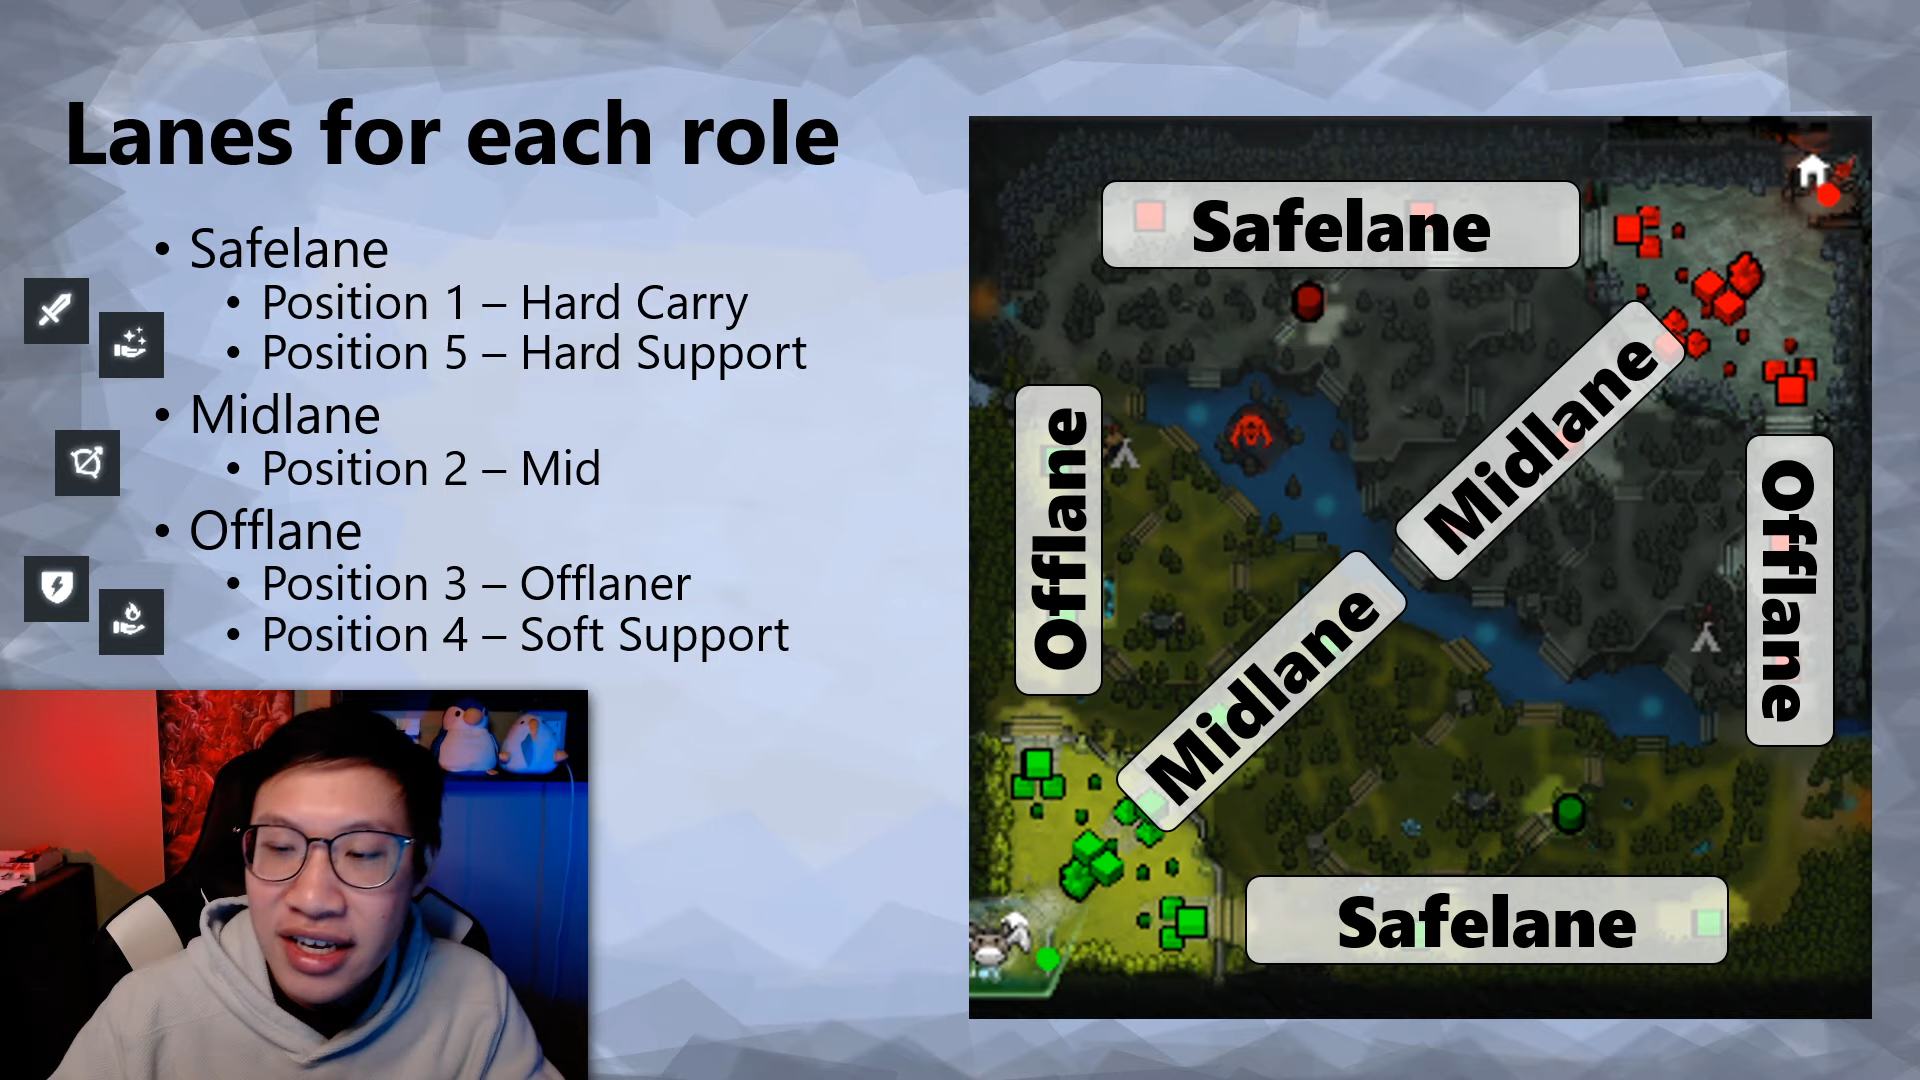 Lanes for each role
• Safelane
• Position 1 – Hard Carry
• Position 5 – Hard Support
• Midlane
• Position 2 – Mid
• Offlane
• Position 3 – Offlaner
• Position 4 – Soft Support
Safelane
Offlane
Midlane
Midlane
Offlane
Safelane